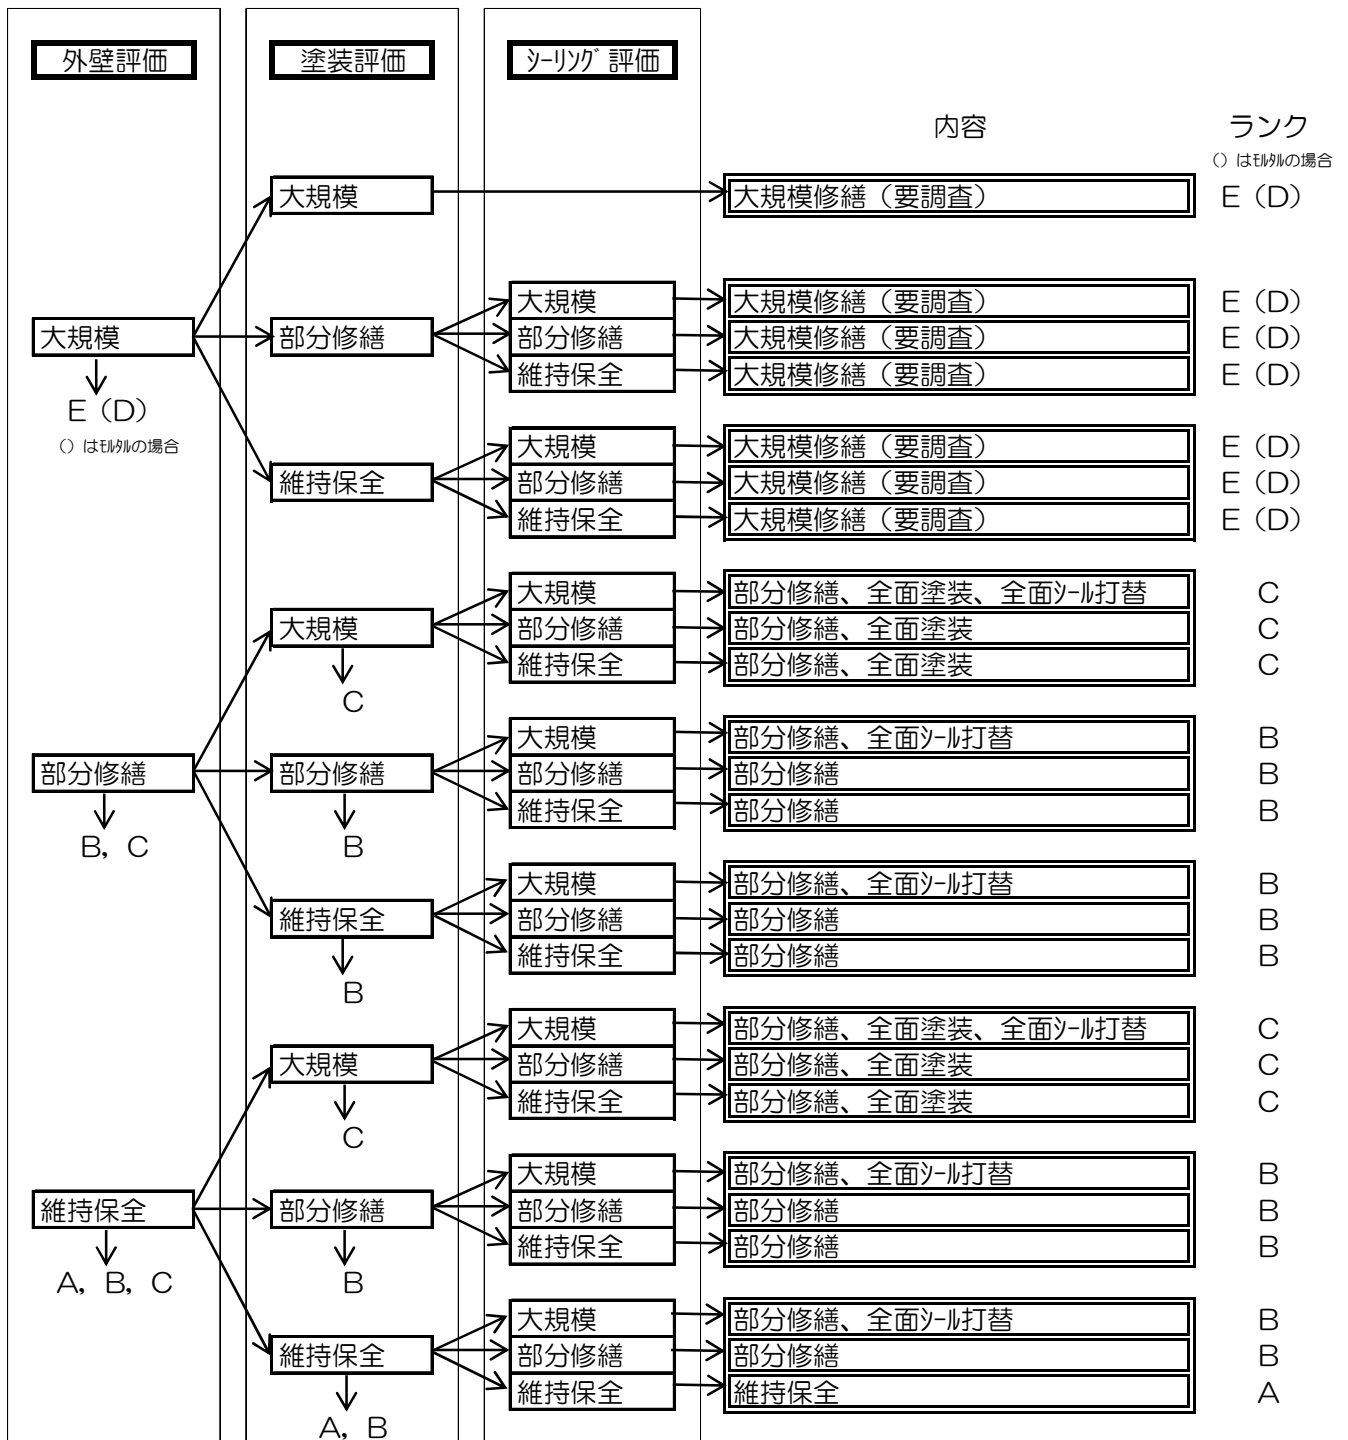 外壁評価 塗装評価 ｼｰﾘﾝｸﾞ評価
内容 ランク
（）はﾓﾙﾀﾙの場合
大規模 大規模修繕（要調査） E（D）
大規模 大規模修繕（要調査） E（D）
大規模 部分修繕 部分修繕 大規模修繕（要調査） E（D）
維持保全 大規模修繕（要調査） E（D）
E（D）
（）はﾓﾙﾀﾙの場合
大規模 大規模修繕（要調査） E（D）
維持保全 部分修繕 大規模修繕（要調査） E（D）
維持保全 大規模修繕（要調査） E（D）
大規模 部分修繕、全面塗装、全面ｼｰﾙ打替 C
大規模 部分修繕 部分修繕、全面塗装 C
維持保全 部分修繕、全面塗装 C
C
大規模 部分修繕、全面ｼｰﾙ打替 B
部分修繕 部分修繕 部分修繕 部分修繕 B
維持保全 部分修繕 B
B, C B
大規模 部分修繕、全面ｼｰﾙ打替 B
維持保全 部分修繕 部分修繕 B
維持保全 部分修繕 B
B
大規模 部分修繕、全面塗装、全面ｼｰﾙ打替 C
大規模 部分修繕 部分修繕、全面塗装 C
維持保全 部分修繕、全面塗装 C
C
大規模 部分修繕、全面ｼｰﾙ打替 B
維持保全 部分修繕 部分修繕 部分修繕 B
維持保全 部分修繕 B
A, B, C B
大規模 部分修繕、全面ｼｰﾙ打替 B
維持保全 部分修繕 部分修繕 B
維持保全 維持保全 A
A, B